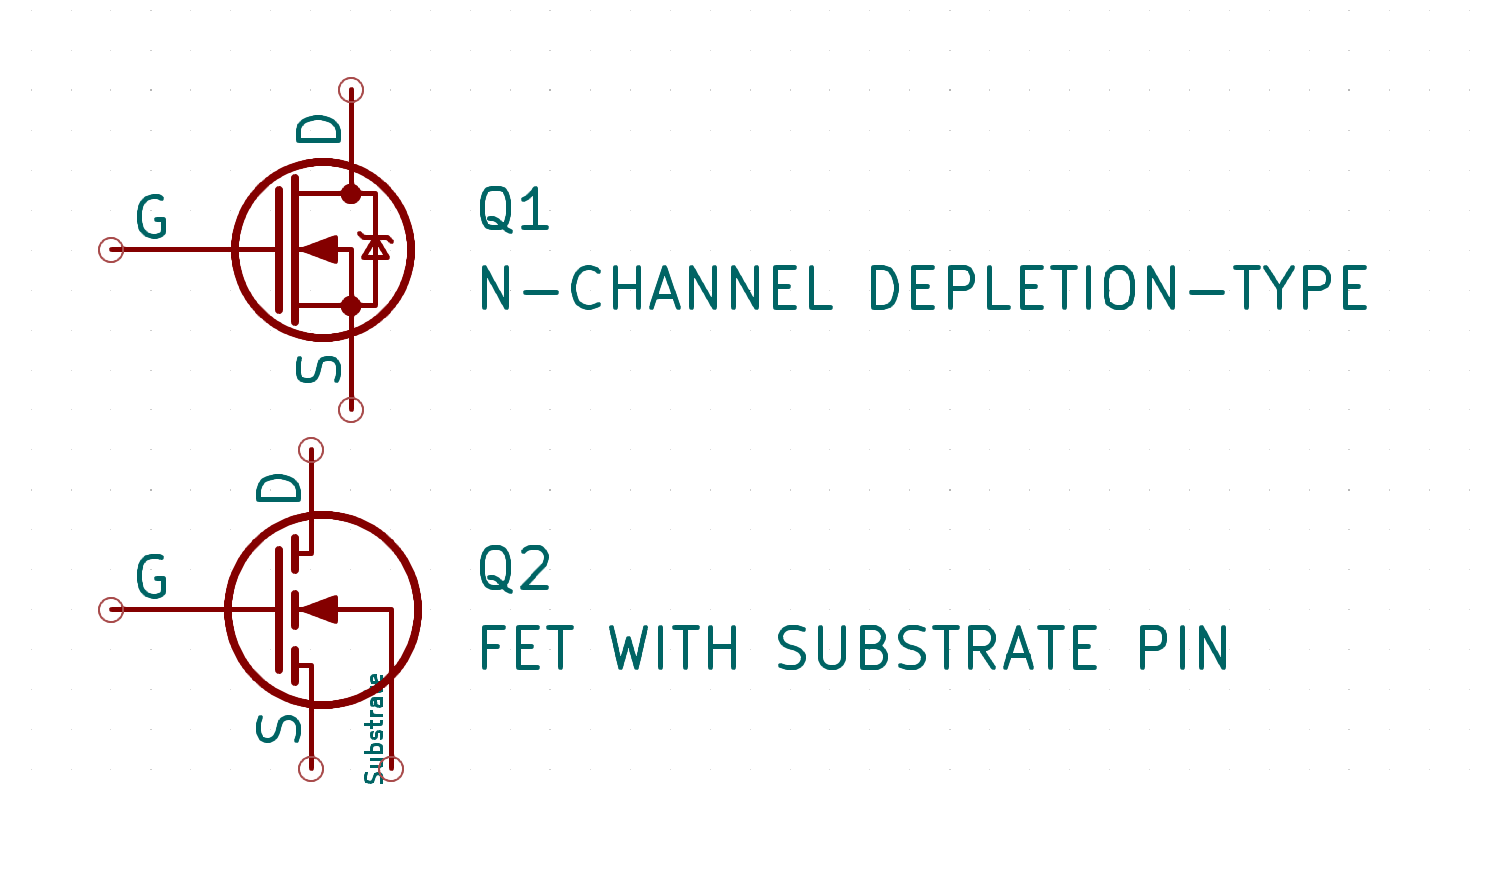 D
G
Q1
N-CHANNEL DEPLETION-TYPE
S
D
G
Q2
FET WITH SUBSTRATE PIN
S
Substrate